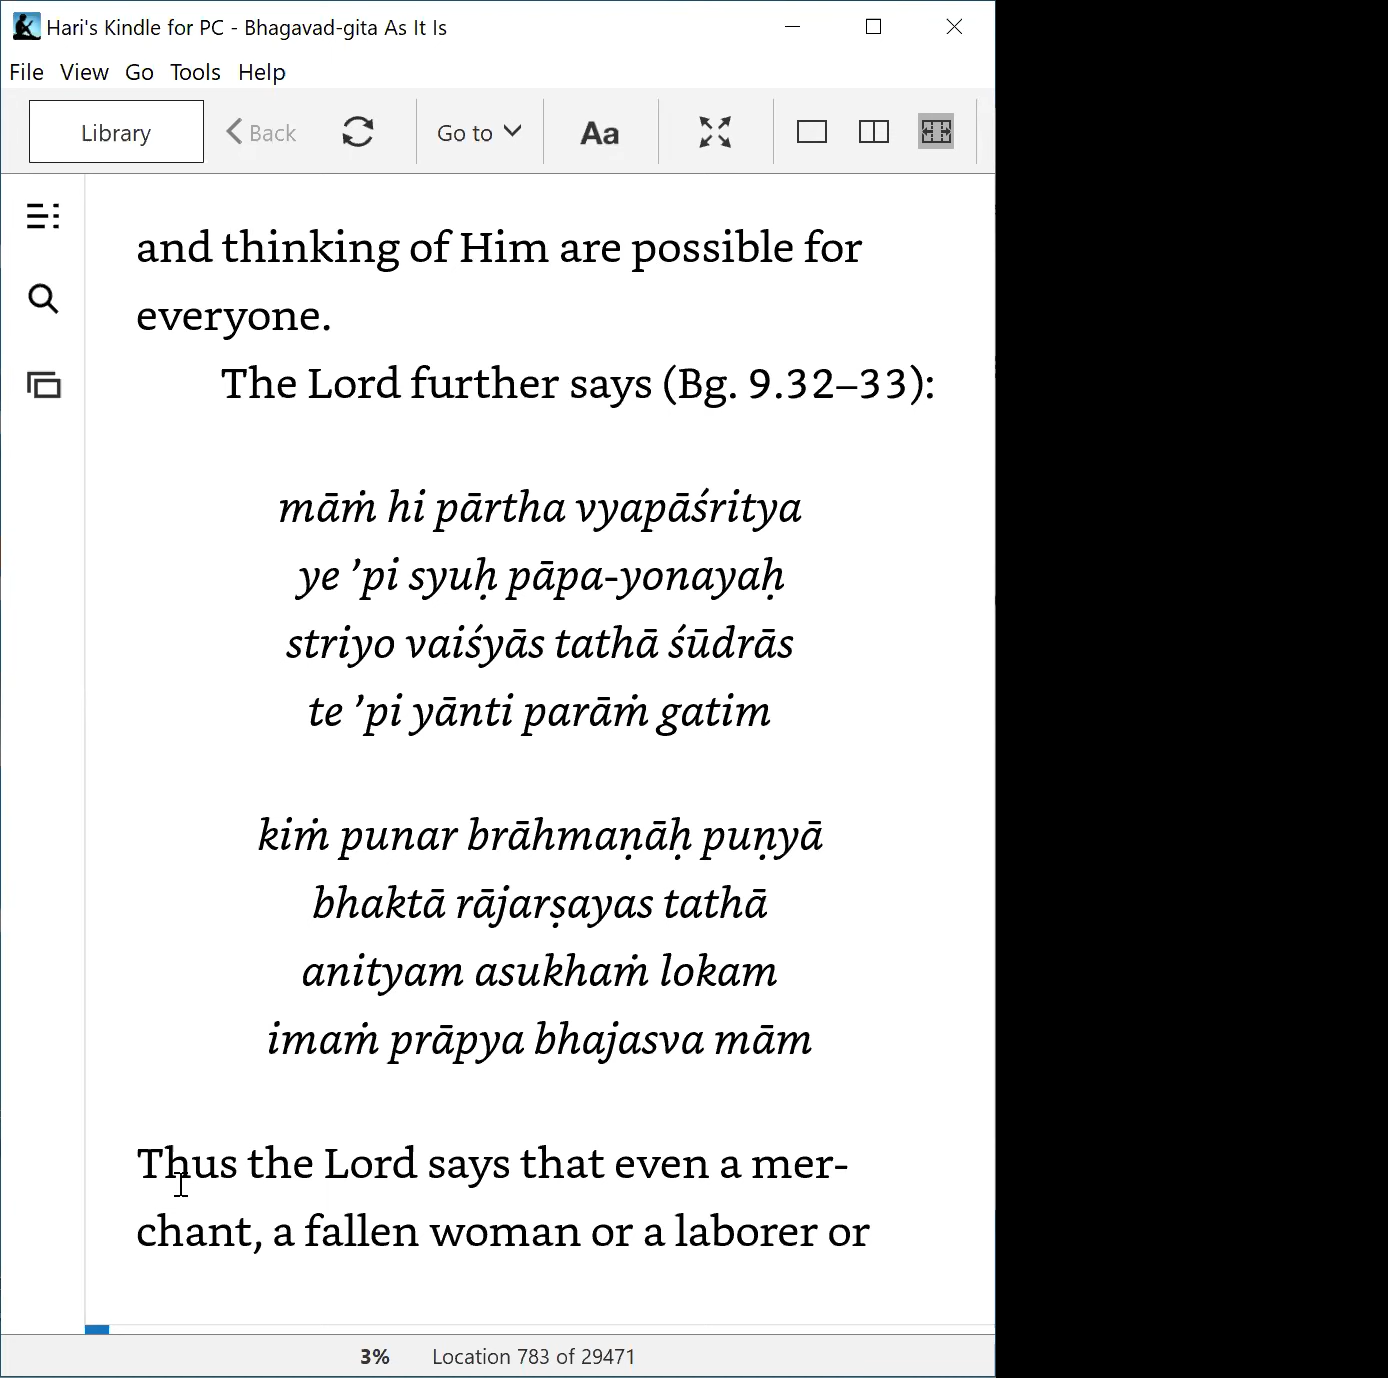 Hari's Kindle for PC - Bhagavad-gita As It Is
File View Go Tools Help
Library Back Go to Aa
and thinking of Him are possible for
everyone.
The Lord further says (Bg. 9.32–33):
māṁ hi pārtha vyapāśritya
ye ’pi syuḥ pāpa-yonayaḥ
striyo vaiśyās tathā śūdrās
te ’pi yānti parāṁ gatim
kiṁ punar brāhmaṇāḥ puṇyā
bhaktā rājarṣayas tathā
anityam asukhaṁ lokam
imaṁ prāpya bhajasva mām
Thus the Lord says that even a mer-
chant, a fallen woman or a laborer or
3% Location 783 of 29471